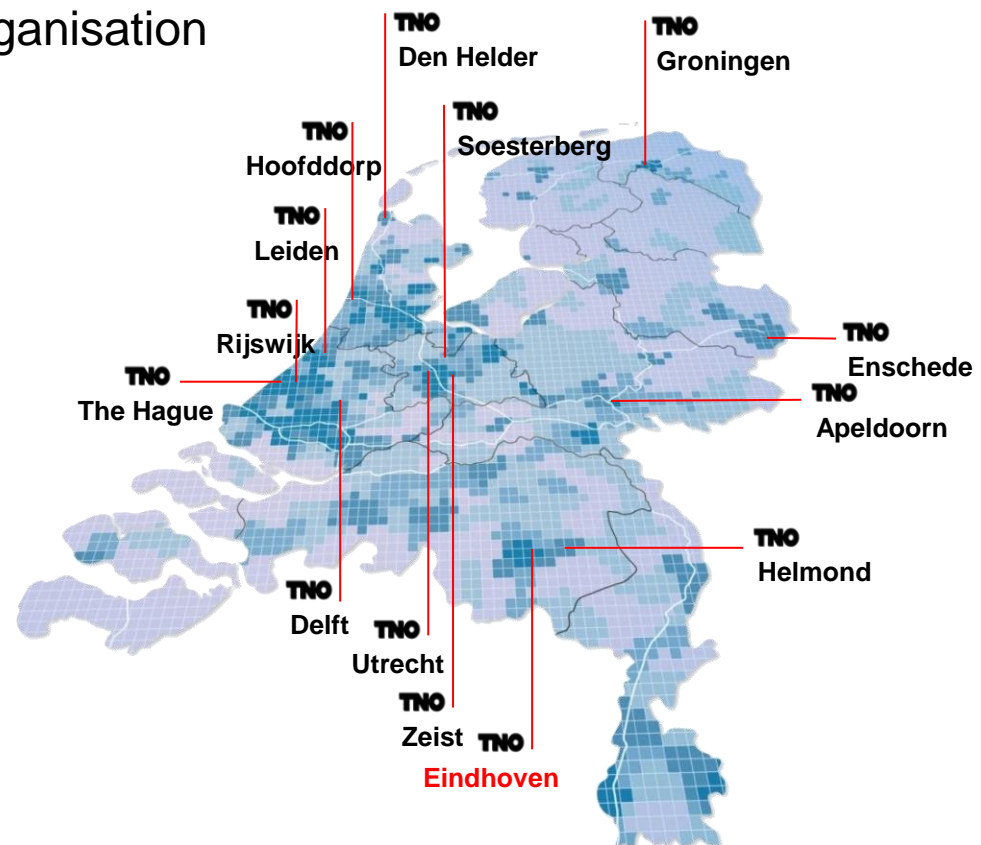 ganisation
TNO
Den Helder
TNO
Groningen
TNO
Soesterberg
TNO
Hoofddorp
TNO
Leiden
TNO
Rijswijk
TNO
The Hague
TNO
Enschede
TNO
Apeldoorn
TNO
Helmond
TNO
Delft
TNO
Utrecht
TNO
Zeist
TNO
Eindhoven